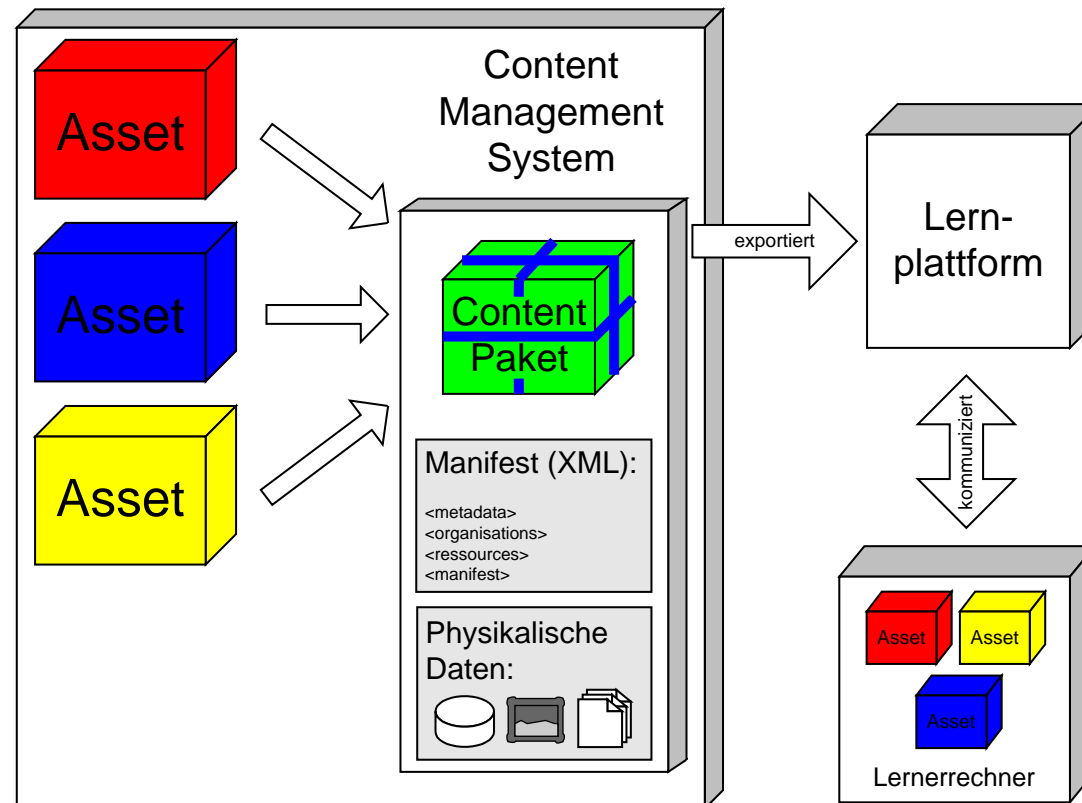 Asset
Asset
Asset
Content
Management
System
Content
Paket
Manifest (XML):
<metadata>
<organisations>
<ressources>
<manifest>
Physikalische
Daten:
exportiert
Lern-
plattform
kommuniziert
Asset
Asset
Asset
Lernerrechner